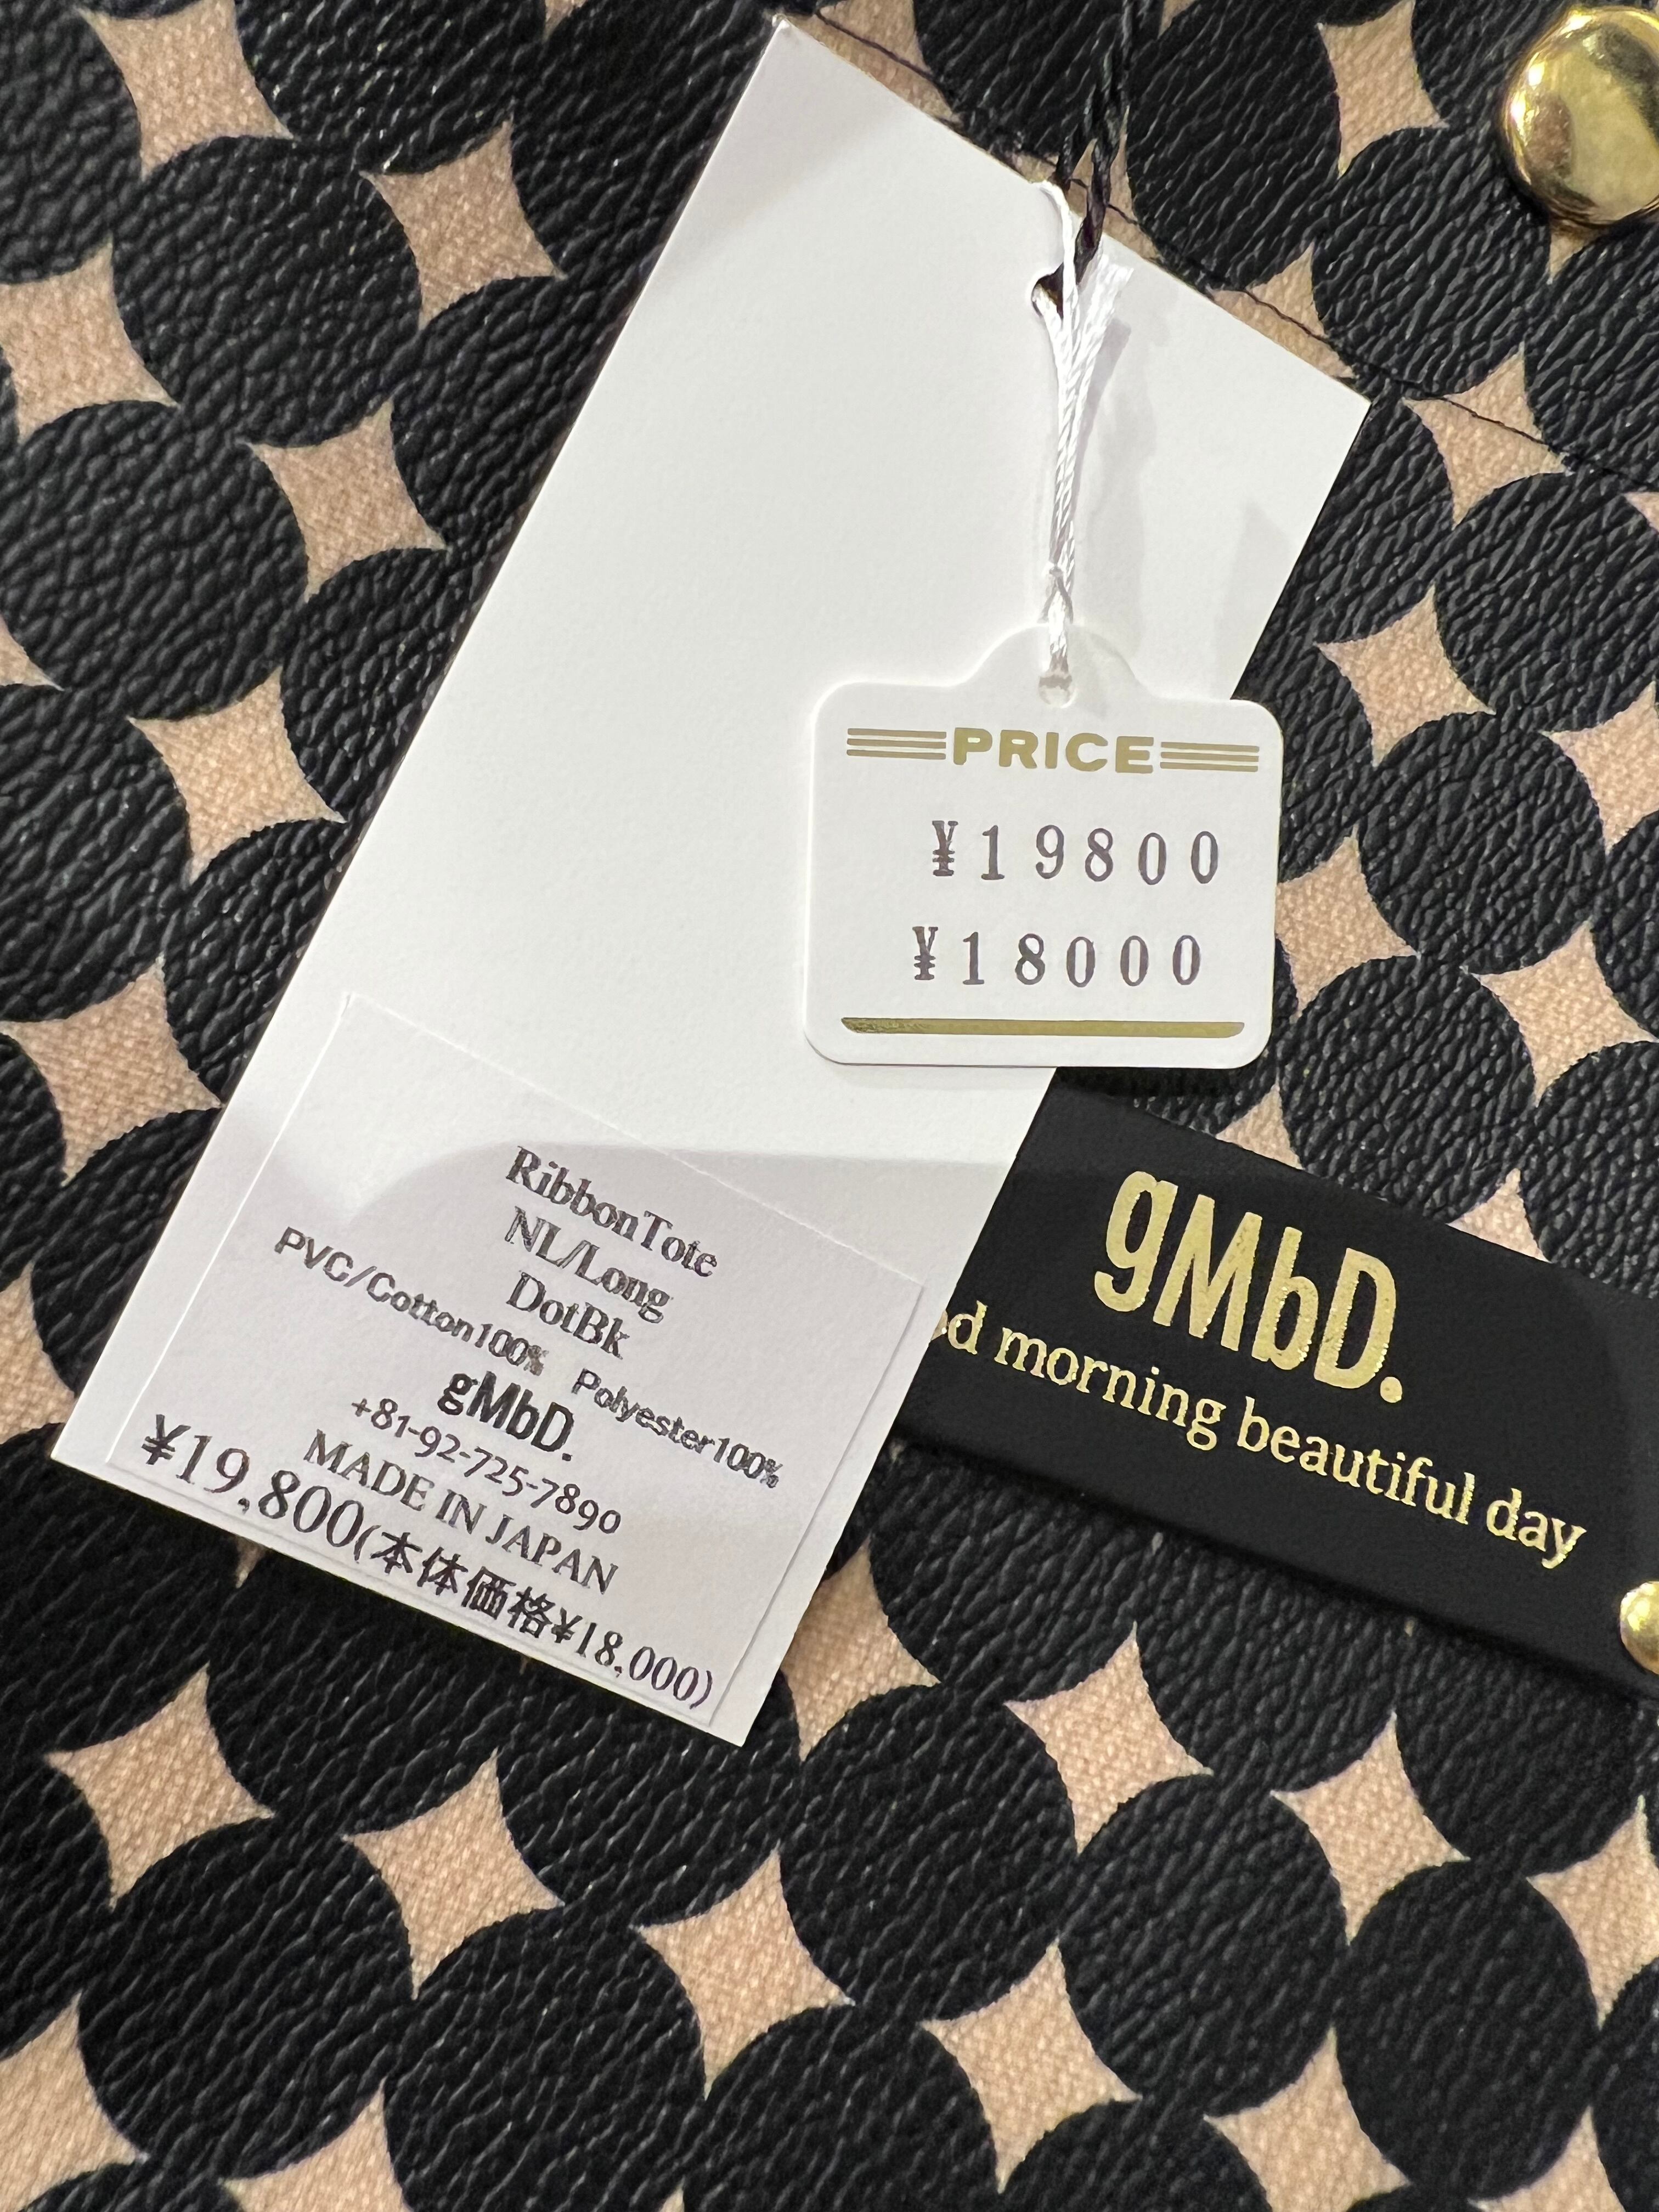 PRICE
¥19800
¥18000
RibbonTote
NL/Long
DotBk
PVC/Cotton100% Polyester100%
gMbD.
+81-92-725-7890
MADE IN JAPAN
¥19,800(本体価格¥18,000)
gMbD.
morning beautiful day